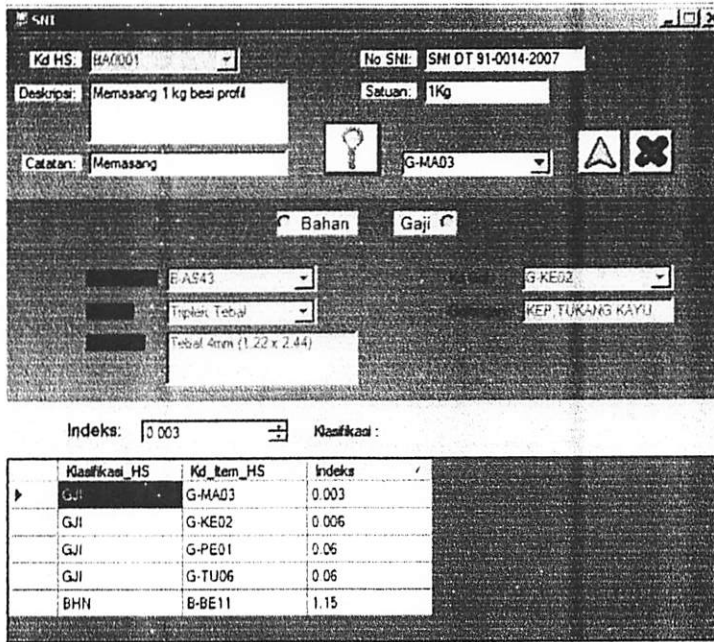 SNI
Kd HS: BA0001 No SNI: SNI DT 91-0014-2007
Deskripsi: Memasang 1 kg besi profil Satuan: 1Kg
Catatan: Memasang G-MA03
Bahan Gaji
B-AS43 G-KE02
Triplek Tebal KEP.TUKANG KAYU
Tebal 4mm (1.22 x 2.44)
Indeks: 0.003 Klasifikasi :
Klasifikasi_HS Kd_Item_HS Indeks
GJI G-MA03 0.003
GJI G-KE02 0.006
GJI G-PE01 0.06
GJI G-TU06 0.06
BHN B-BE11 1.15